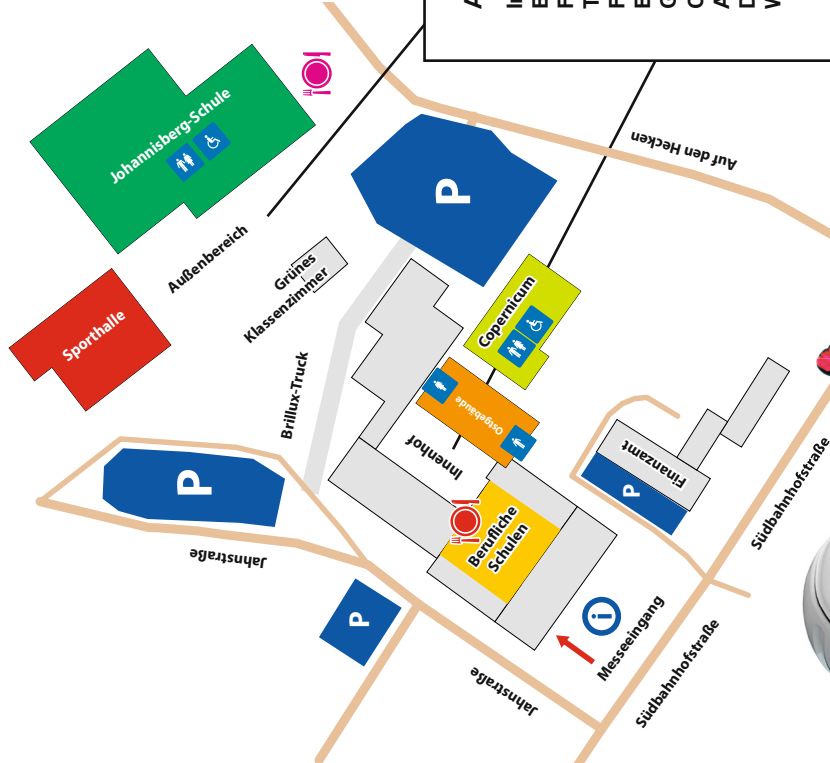 Johannisberg-Schule
Außenbereich
Grünes
Klassenzimmer
Sporthalle
Brillux-Truck
P
P
P
P
Auf den Hecken
Copernicum
Ostgebäude
Innenhof
Finanzamt
Berufliche
Schulen
Jahnstraße
Jahnstraße
i
Messeeingang
Südbahnhofstraße
Südbahnhofstraße